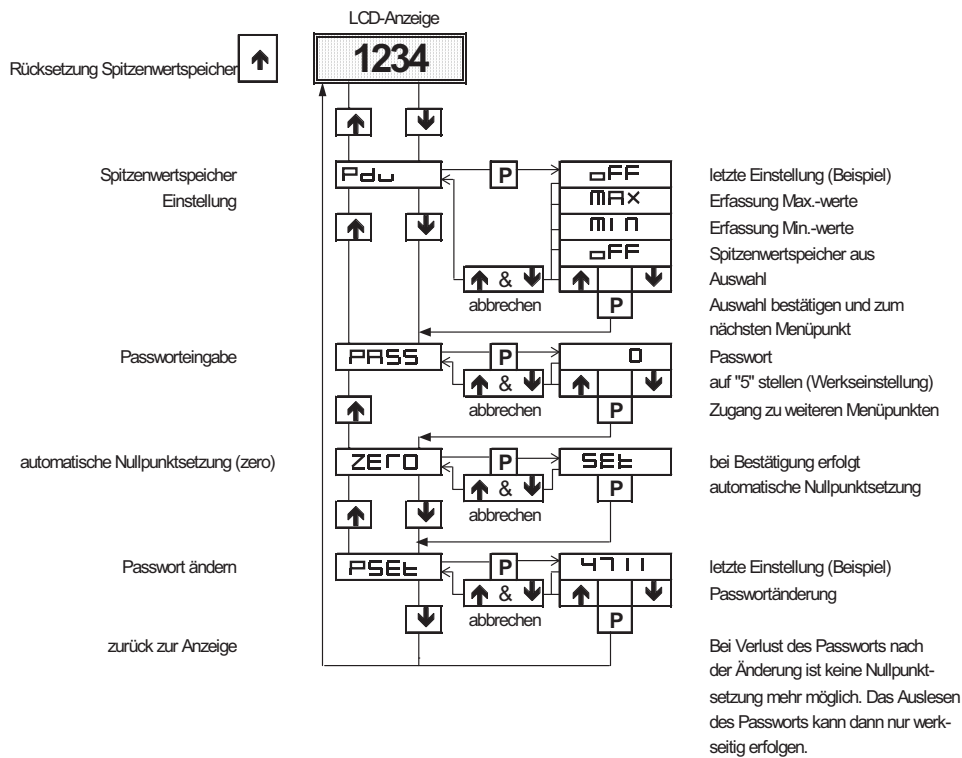 LCD-Anzeige
Rücksetzung Spitzenwertspeicher
1234
Spitzenwertspeicher
Einstellung
Pdu
P
oFF
letzte Einstellung (Beispiel)
MAX
Erfassung Max.-werte
MIN
Erfassung Min.-werte
oFF
Spitzenwertspeicher aus
&
Auswahl
abbrechen
P
Auswahl bestätigen und zum
nächsten Menüpunkt
Passworteingabe
PASS
P
0
Passwort
&
auf "5" stellen (Werkseinstellung)
abbrechen
P
Zugang zu weiteren Menüpunkten
automatische Nullpunktsetzung (zero)
ZEro
P
SEt
bei Bestätigung erfolgt
&
P
automatische Nullpunktsetzung
abbrechen
Passwort ändern
PSEt
P
4711
letzte Einstellung (Beispiel)
&
Passwortänderung
abbrechen
P
zurück zur Anzeige
Bei Verlust des Passworts nach
der Änderung ist keine Nullpunkt-
setzung mehr möglich. Das Auslesen
des Passworts kann dann nur werk-
seitig erfolgen.